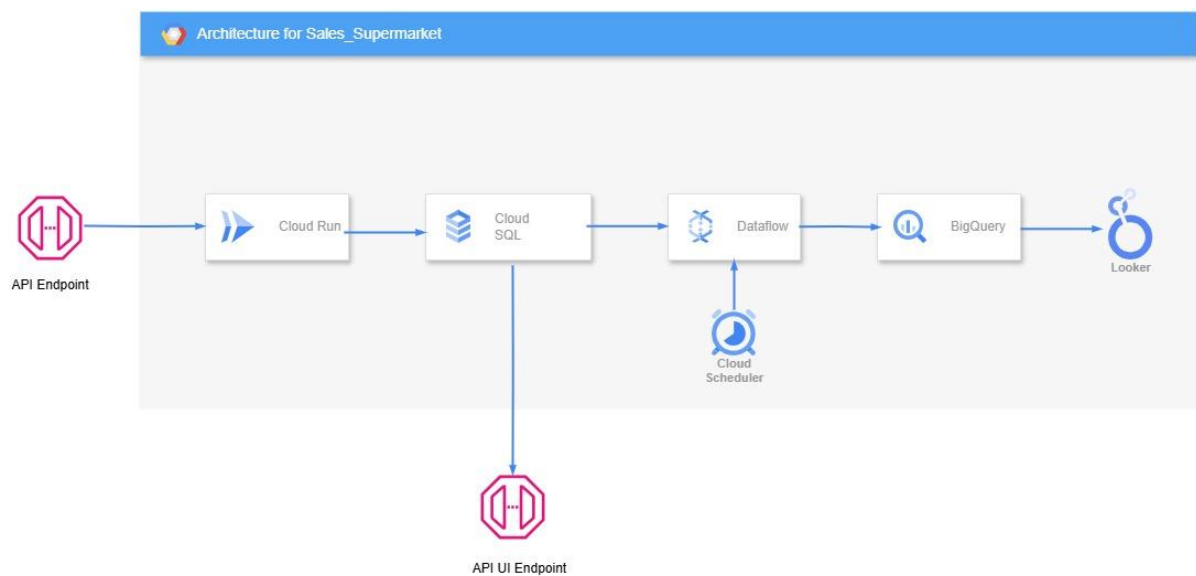 Architecture for Sales_Supermarket
API Endpoint
Cloud Run
Cloud
SQL
Dataflow
BigQuery
Looker
Cloud
Scheduler
API UI Endpoint